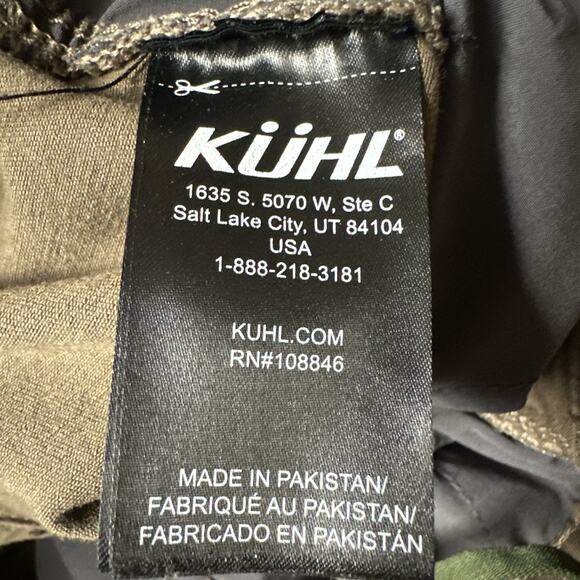 KÜHL®
1635 S. 5070 W, Ste C
Salt Lake City, UT 84104
USA
1-888-218-3181
KUHL.COM
RN#108846
MADE IN PAKISTAN/
FABRIQUÉ AU PAKISTAN/
FABRICADO EN PAKISTÁN